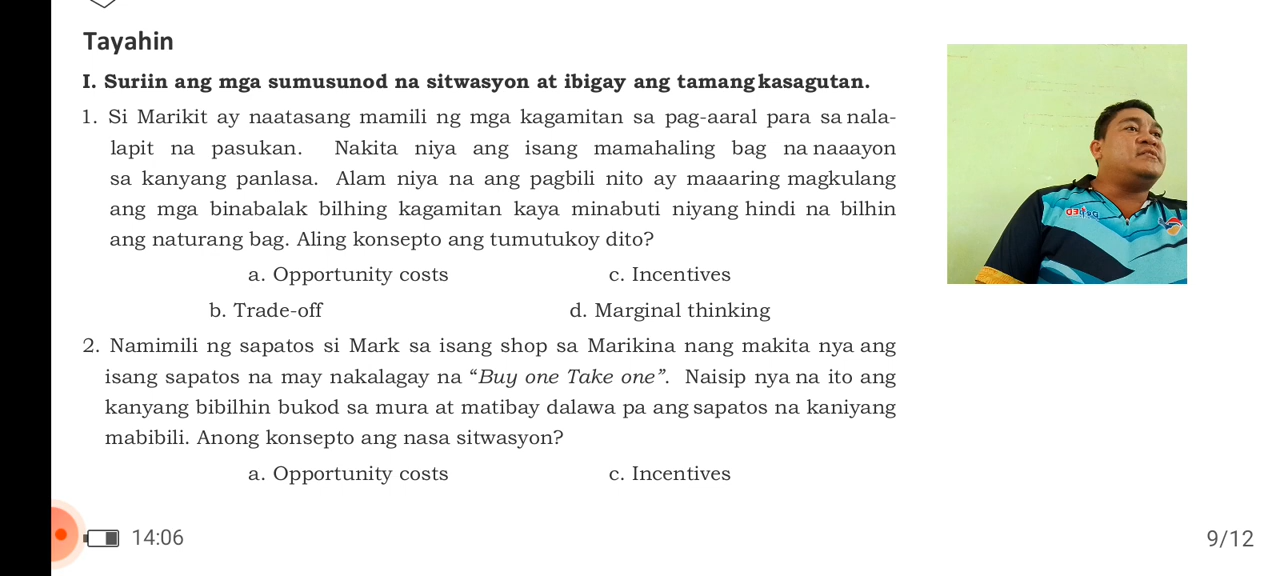 Tayahin
I. Suriin ang mga sumusunod na sitwasyon at ibigay ang tamang kasagutan.
1. Si Marikit ay naatasang mamili ng mga kagamitan sa pag-aaral para sa nala-
lapit na pasukan. Nakita niya ang isang mamahaling bag na naaayon
sa kanyang panlasa. Alam niya na ang pagbili nito ay maaaring magkulang
ang mga binabalak bilhing kagamitan kaya minabuti niyang hindi na bilhin
ang naturang bag. Aling konsepto ang tumutukoy dito?
a. Opportunity costs c. Incentives
b. Trade-off d. Marginal thinking
2. Namimili ng sapatos si Mark sa isang shop sa Marikina nang makita nya ang
isang sapatos na may nakalagay na “Buy one Take one”. Naisip nya na ito ang
kanyang bibilhin bukod sa mura at matibay dalawa pa ang sapatos na kaniyang
mabibili. Anong konsepto ang nasa sitwasyon?
a. Opportunity costs c. Incentives
14:06 9/12